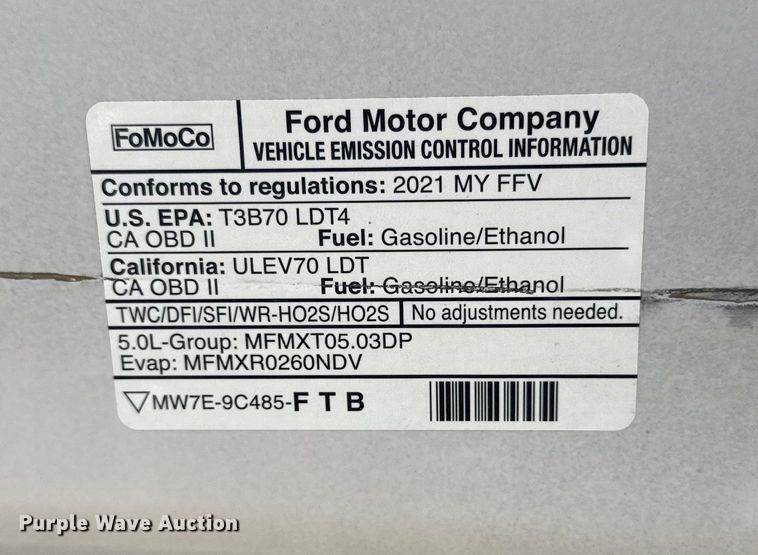 FoMoCo
Ford Motor Company
VEHICLE EMISSION CONTROL INFORMATION
Conforms to regulations: 2021 MY FFV
U.S. EPA: T3B70 LDT4
CA OBD II Fuel: Gasoline/Ethanol
California: ULEV70 LDT
CA OBD II Fuel: Gasoline/Ethanol
TWC/DFI/SFI/WR-HO2S/HO2S No adjustments needed.
5.0L-Group: MFMXT05.03DP
Evap: MFMXR0260NDV
MW7E-9C485-F T B
Purple Wave Auction